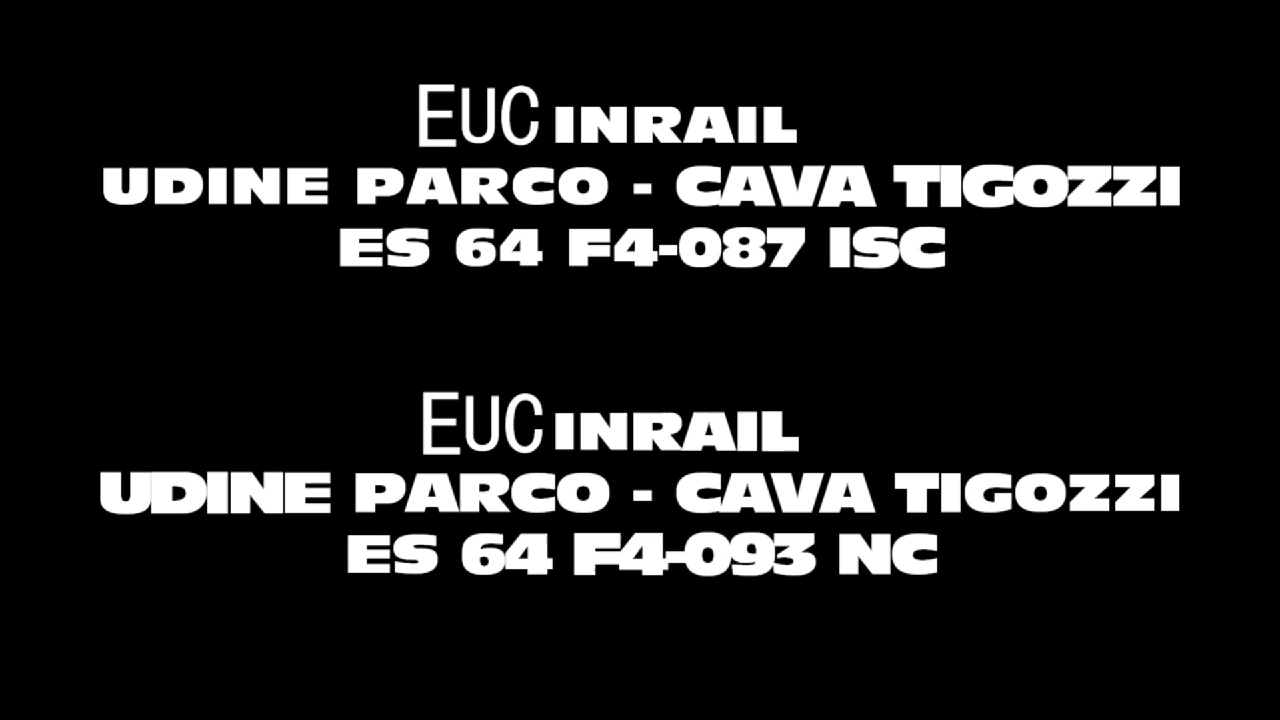 EUC INRAIL
UDINE PARCO - CAVA TIGOZZI
ES 64 F4-087 ISC
EUC INRAIL
UDINE PARCO - CAVA TIGOZZI
ES 64 F4-093 NC